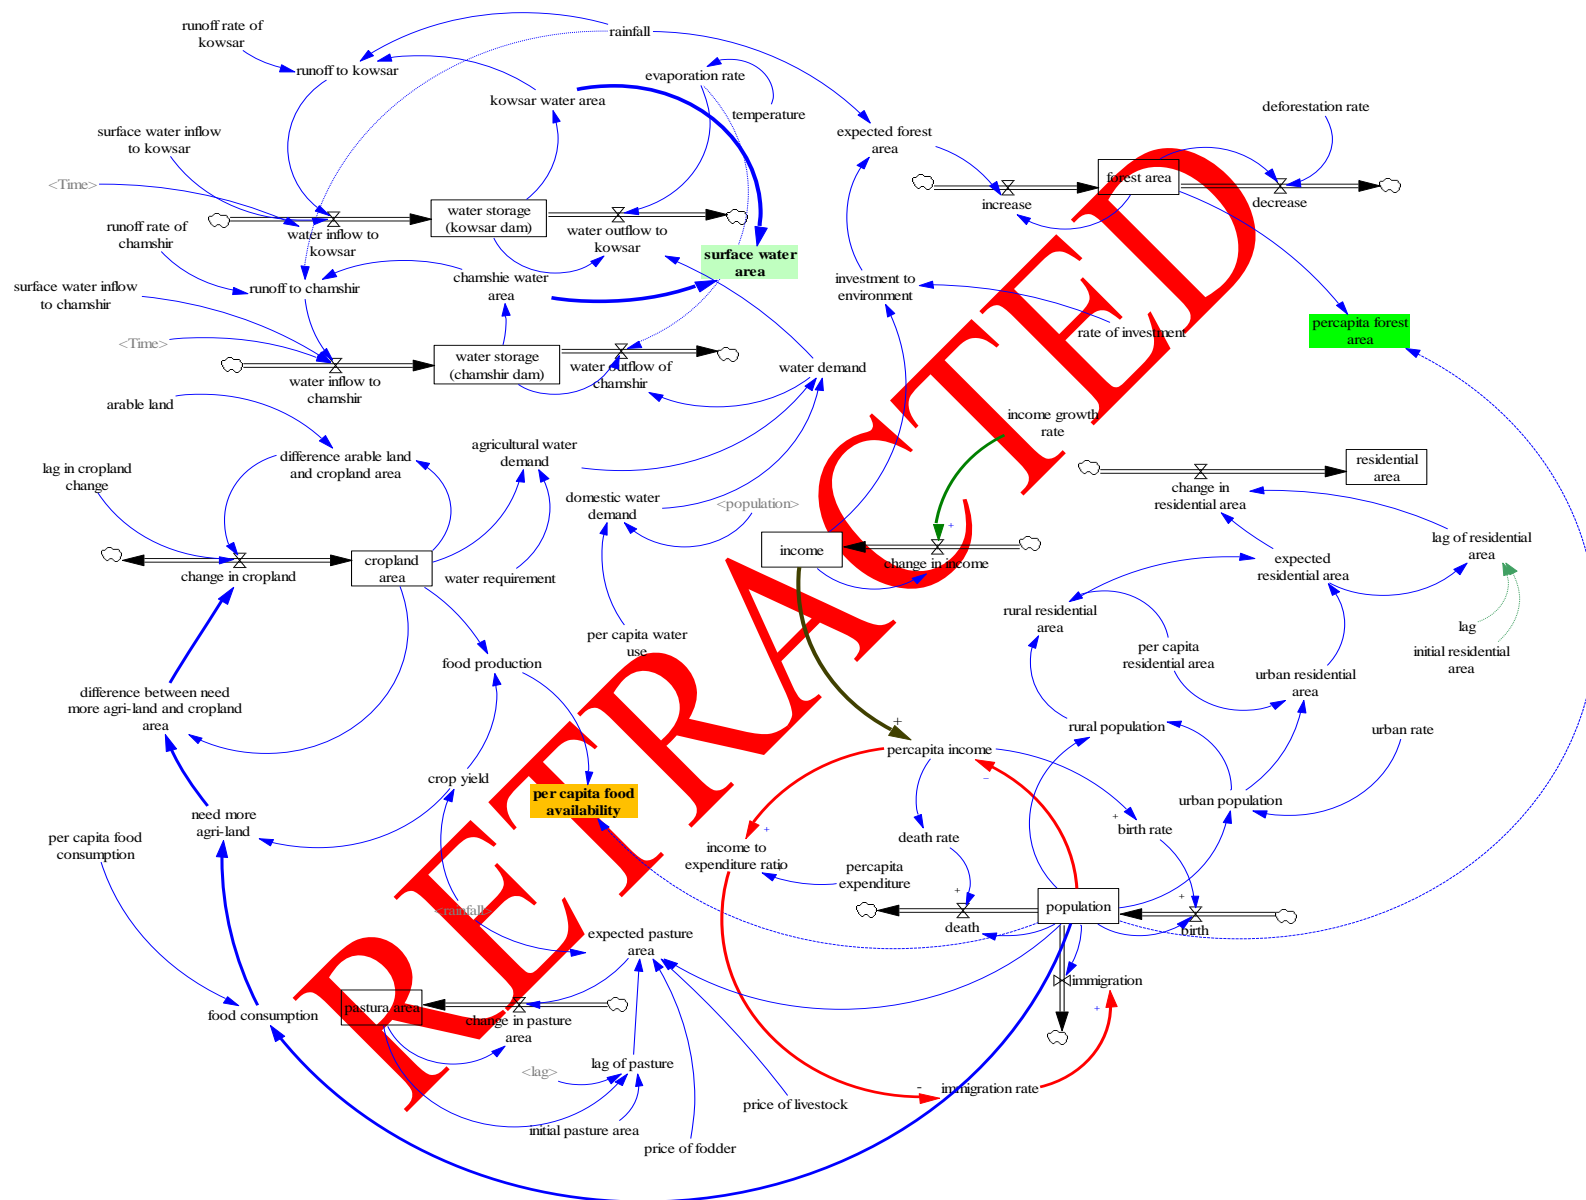 runoff rate of
kowsar
rainfall
runoff to kowsar
evaporation rate
kowsar water area
temperature
deforestation rate
surface water inflow
to kowsar
expected forest
area
<Time>
forest area
increase
decrease
water storage
(kowsar dam)
water inflow to
kowsar
water outflow to
kowsar
runoff rate of
chamshir
surface water
area
surface water inflow
to chamshir
runoff to chamshir
chamshie water
area
investment to
environment
rate of investment
percapita forest
area
<Time>
water storage
(chamshir dam)
water inflow to
chamshir
water outflow of
chamshir
water demand
arable land
income growth
rate
difference arable land
and cropland area
agricultural water
demand
lag in cropland
change
domestic water
demand
<population>
residential
area
change in
residential area
lag of residential
area
income
change in income
+
cropland
area
change in cropland
water requirement
expected
residential area
rural residential
area
per capita
residential area
lag
initial residential
area
per capita water
use
food production
urban residential
area
difference between need
more agri-land and cropland
area
rural population
urban rate
+
percapita income
–
crop yield
per capita food
availability
urban population
need more
agri-land
per capita food
consumption
death rate
+
birth rate
+
income to
expenditure ratio
percapita
expenditure
+
death
population
+
birth
<rainfall>
expected pasture
area
immigration
+
pastura area
change in pasture
area
food consumption
<lag>
lag of pasture
-
immigration rate
price of livestock
initial pasture area
price of fodder
RETRACTED